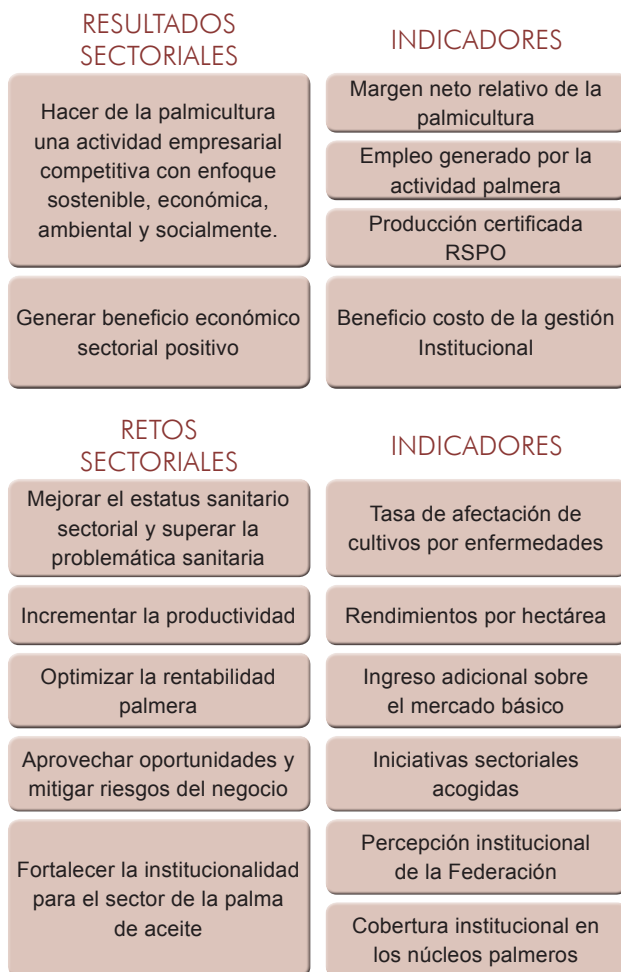 RESULTADOS
SECTORIALES
INDICADORES
Hacer de la palmicultura
una actividad empresarial
competitiva con enfoque
sostenible, económica,
ambiental y socialmente.
Margen neto relativo de la
palmicultura
Empleo generado por la
actividad palmera
Producción certificada
RSPO
Generar beneficio económico
sectorial positivo
Beneficio costo de la gestión
Institucional
RETOS
SECTORIALES
INDICADORES
Mejorar el estatus sanitario
sectorial y superar la
problemática sanitaria
Tasa de afectación de
cultivos por enfermedades
Incrementar la productividad
Rendimientos por hectárea
Optimizar la rentabilidad
palmera
Ingreso adicional sobre
el mercado básico
Aprovechar oportunidades y
mitigar riesgos del negocio
Iniciativas sectoriales
acogidas
Fortalecer la institucionalidad
para el sector de la palma
de aceite
Percepción institucional
de la Federación
Cobertura institucional en
los núcleos palmeros